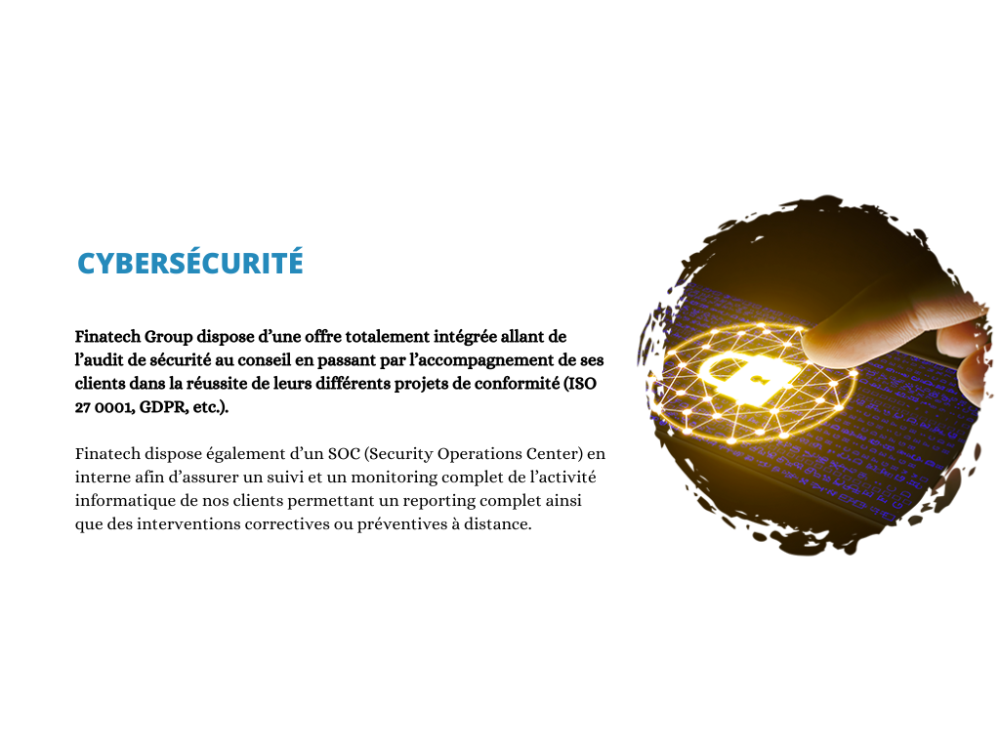 CYBERSÉCURITÉ
Finatech Group dispose d’une offre totalement intégrée allant de
l’audit de sécurité au conseil en passant par l’accompagnement de ses
clients dans la réussite de leurs différents projets de conformité (ISO
27 0001, GDPR, etc.).
Finatech dispose également d’un SOC (Security Operations Center) en
interne afin d’assurer un suivi et un monitoring complet de l’activité
informatique de nos clients permettant un reporting complet ainsi
que des interventions correctives ou préventives à distance.